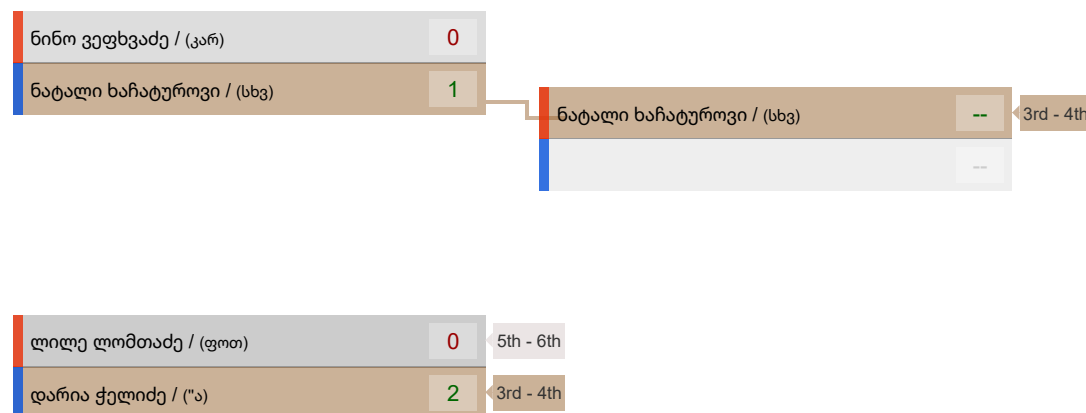 ნინო ვეფხვაძე / (კარ) 0
ნატალი ხაჩატუროვი / (სხვ) 1
ნატალი ხაჩატუროვი / (სხვ) -- 3rd - 4th
--
ლილე ლომთაძე / (ფოთ) 0 5th - 6th
დარია ჭელიძე / ("ა) 2 3rd - 4th